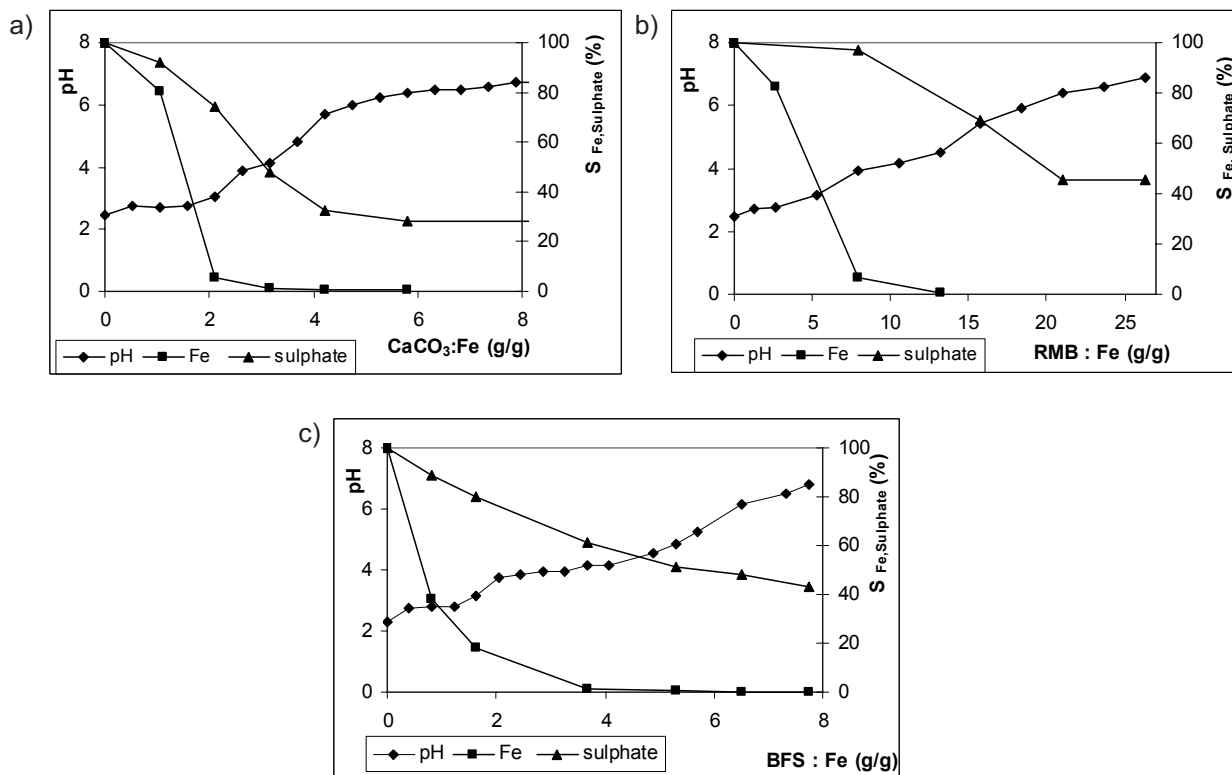 a)
pH
8
6
4
2
0
100
80
60
40
20
0
S Fe,Sulphate (%)
0 2 4 6 8
pH Fe sulphate
CaCO₃:Fe (g/g)
b)
pH
8
6
4
2
0
100
80
60
40
20
0
S Fe, Sulphate (%)
0 5 10 15 20 25
pH Fe sulphate
RMB : Fe (g/g)
c)
pH
8
6
4
2
0
100
80
60
40
20
0
S Fe,Sulphate (%)
0 2 4 6 8
pH Fe sulphate
BFS : Fe (g/g)